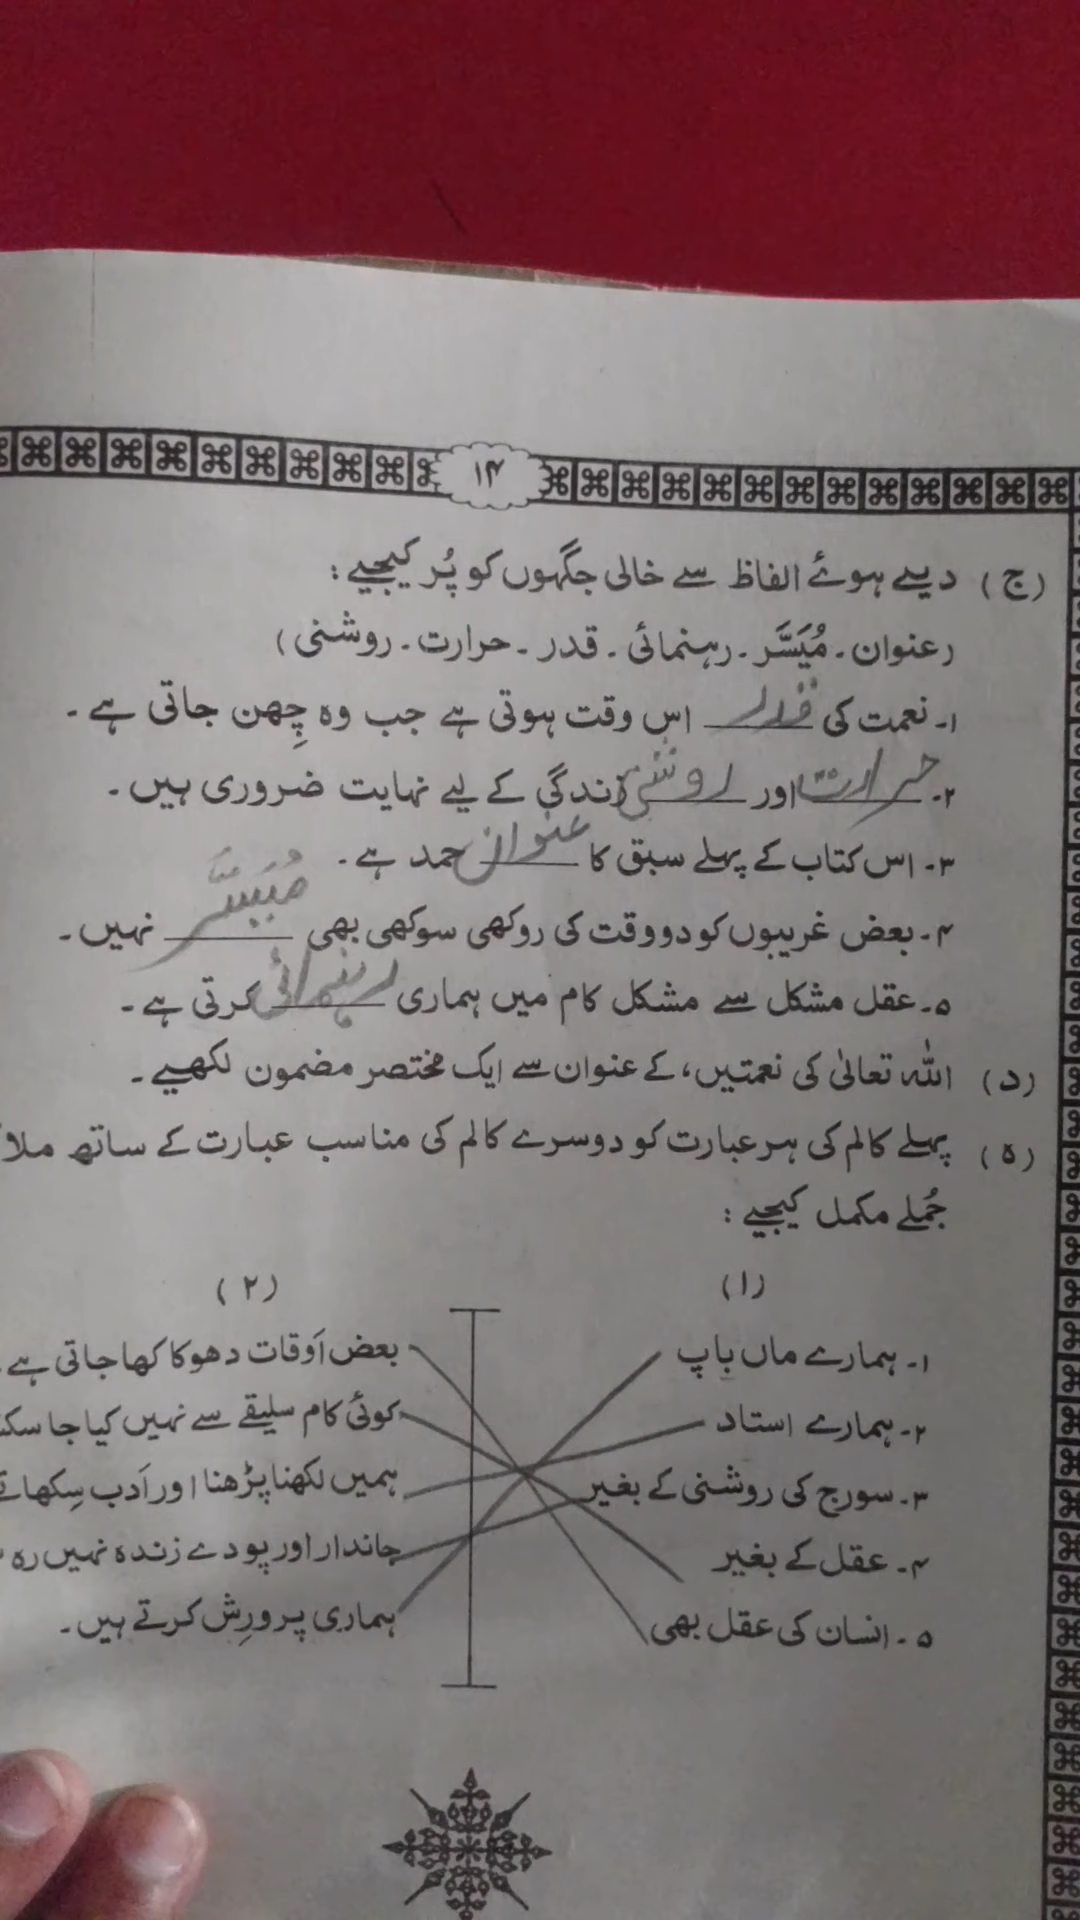 ۱۴
(ج) دیے ہوئے الفاظ سے خالی جگہوں کو پُر کیجیے :
(عنوان ۔ مُیَسَّر ۔ رہنمائی ۔ قدر ۔ حرارت ۔ روشنی)
۱۔ نعمت کی قدر اس وقت ہوتی ہے جب وہ چِھن جاتی ہے ۔
۲۔ حرارت اور روشنی زندگی کے لیے نہایت ضروری ہیں ۔
۳۔ اس کتاب کے پہلے سبق کا عنوان حمد ہے ۔
۴۔ بعض غریبوں کو دو وقت کی روکھی سوکھی بھی مُیَسَّر نہیں ۔
۵۔ عقل مشکل سے مشکل کام میں ہماری رہنمائی کرتی ہے ۔
(د) اللہ تعالیٰ کی نعمتیں، کے عنوان سے ایک مختصر مضمون لکھیے ۔
(ہ) پہلے کالم کی ہر عبارت کو دوسرے کالم کی مناسب عبارت کے ساتھ ملا
جُملے مکمل کیجیے :
(۱) (۲)
۱۔ ہمارے ماں باپ بعض اَوقات دھوکا کھا جاتی ہے
۲۔ ہمارے استاد کوئی کام سلیقے سے نہیں کیا جا
۳۔ سورج کی روشنی کے بغیر ہمیں لکھنا پڑھنا اور اَدب
۴۔ عقل کے بغیر جاندار اور پودے زندہ نہیں رہ
۵۔ انسان کی عقل بھی ہماری پرورِش کرتے ہیں ۔